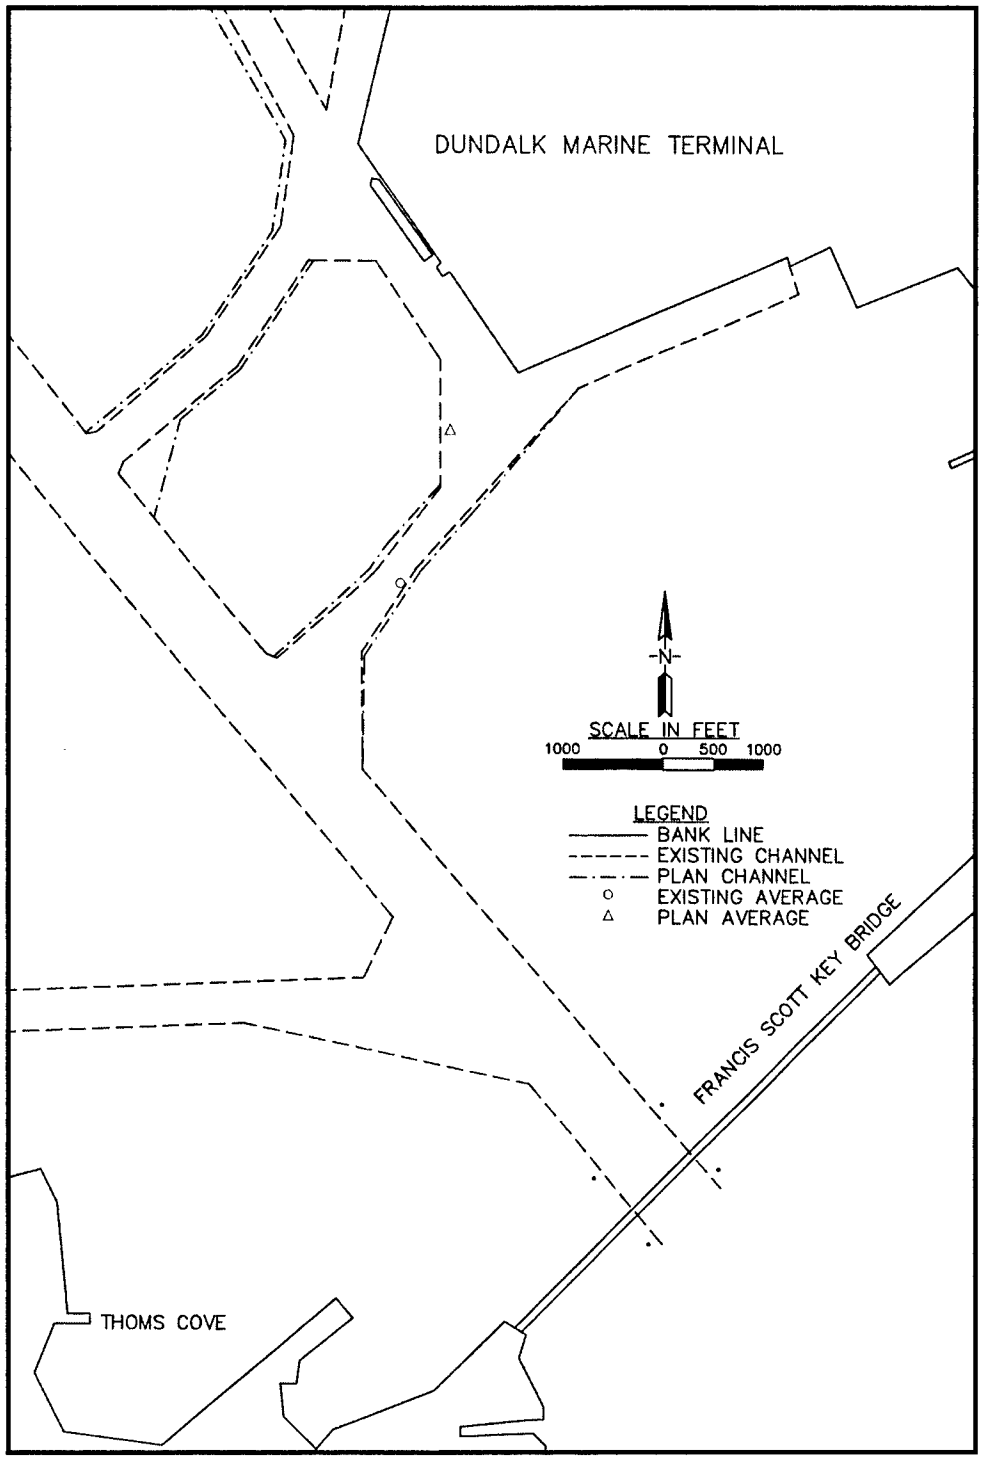 DUNDALK MARINE TERMINAL
-N-
SCALE IN FEET
1000 0 500 1000
LEGEND
BANK LINE
EXISTING CHANNEL
PLAN CHANNEL
EXISTING AVERAGE
PLAN AVERAGE
FRANCIS SCOTT KEY BRIDGE
THOMS COVE